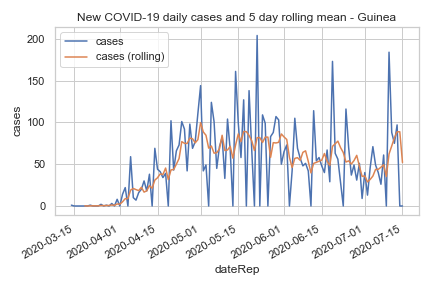 New COVID-19 daily cases and 5 day rolling mean - Guinea
cases
cases (rolling)
200
150
100
50
0
cases
2020-03-15
2020-04-01
2020-04-15
2020-05-01
2020-05-15
2020-06-01
2020-06-15
2020-07-01
2020-07-15
dateRep